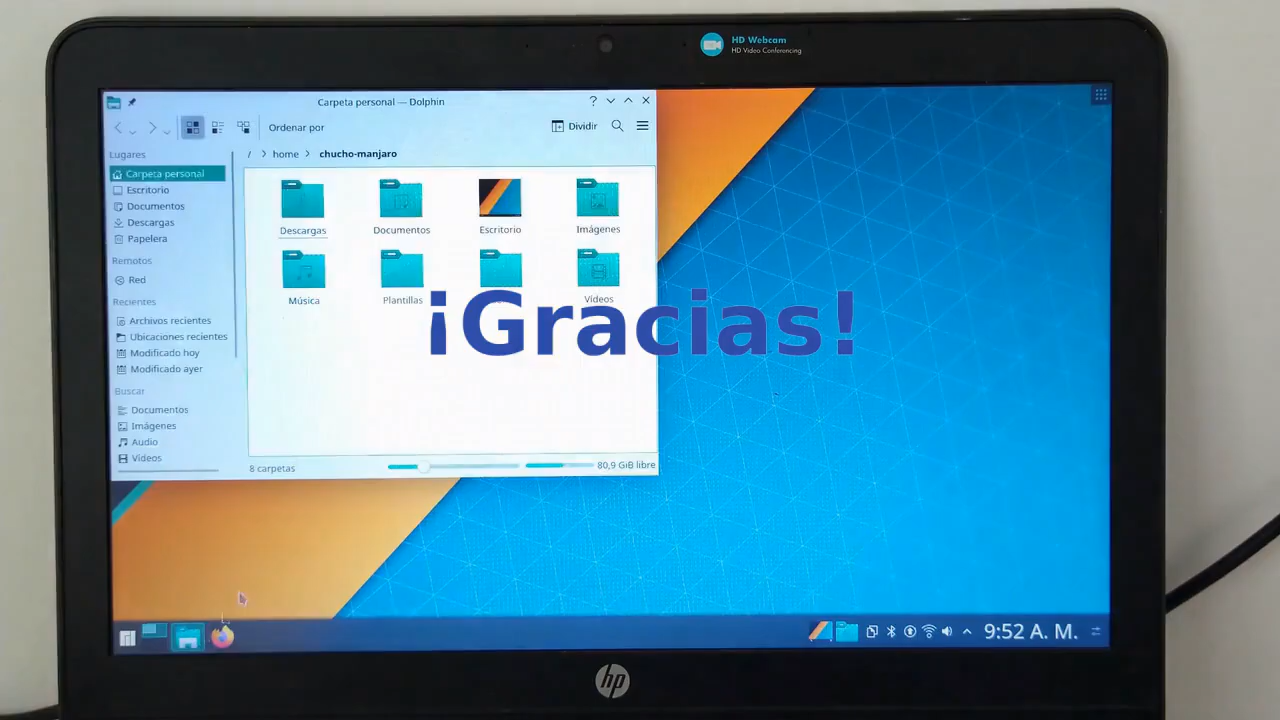 HD Webcam
HD Video Conferencing
Carpeta personal — Dolphin
Ordenar por
Dividir
Lugares
/ > home > chucho-manjaro
Carpeta personal
Escritorio
Documentos
Descargas
Papelera
Remotos
Red
Recientes
Archivos recientes
Ubicaciones recientes
Modificado hoy
Modificado ayer
Buscar
Documentos
Imágenes
Audio
Videos
Descargas
Documentos
Escritorio
Imágenes
Música
Plantillas
Vídeos
¡Gracias!
8 carpetas
80,9 GiB libre
9:52 A. M.
hp